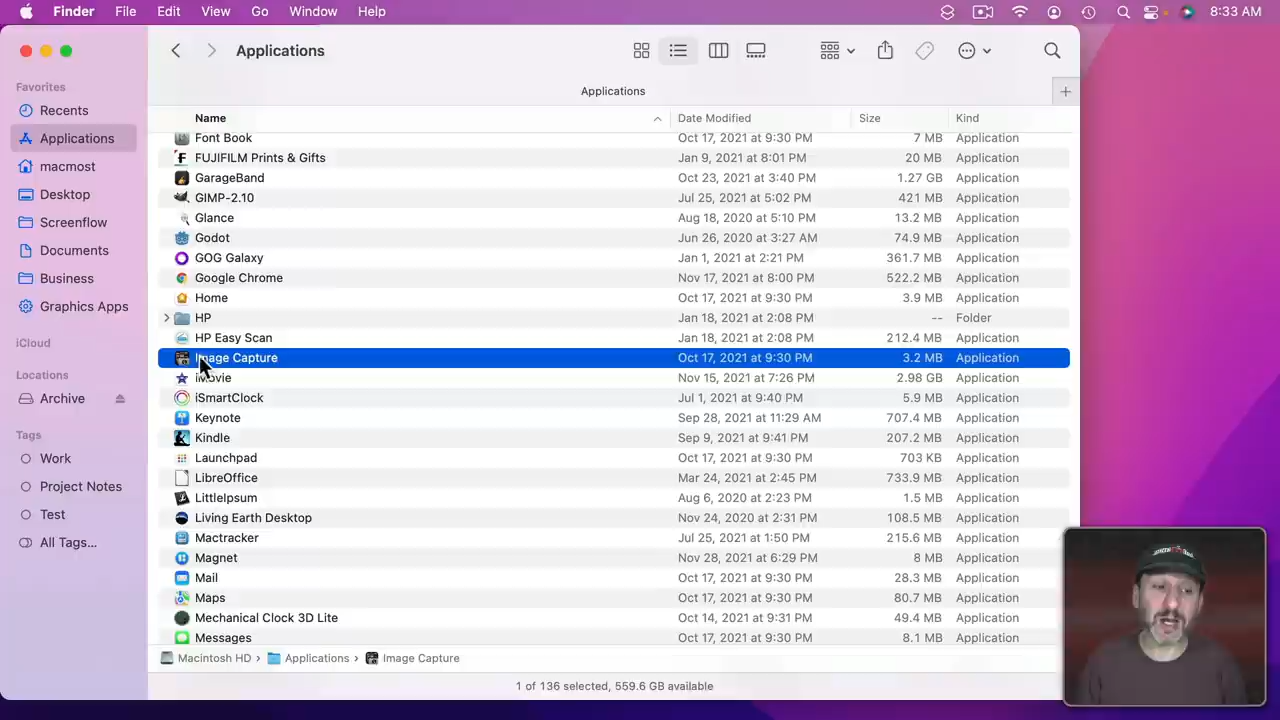 Finder File Edit View Go Window Help 8:33 AM
Applications
Applications
Favorites
Recents
Applications
macmost
Desktop
Screenflow
Documents
Business
Graphics Apps
iCloud
Locations
Archive
Tags
Work
Project Notes
Test
All Tags...
Name Date Modified Size Kind
Font Book Oct 17, 2021 at 9:30 PM 7 MB Application
FUJIFILM Prints & Gifts Jan 9, 2021 at 8:01 PM 20 MB Application
GarageBand Oct 23, 2021 at 3:40 PM 1.27 GB Application
GIMP-2.10 Jul 25, 2021 at 5:02 PM 421 MB Application
Glance Aug 18, 2020 at 5:10 PM 13.2 MB Application
Godot Jun 26, 2020 at 3:27 AM 74.9 MB Application
GOG Galaxy Jan 1, 2021 at 2:21 PM 361.7 MB Application
Google Chrome Nov 17, 2021 at 8:00 PM 522.2 MB Application
Home Oct 17, 2021 at 9:30 PM 3.9 MB Application
HP Jan 18, 2021 at 2:08 PM -- Folder
HP Easy Scan Jan 18, 2021 at 2:08 PM 212.4 MB Application
Image Capture Oct 17, 2021 at 9:30 PM 3.2 MB Application
iMovie Nov 15, 2021 at 7:26 PM 2.98 GB Application
iSmartClock Jul 1, 2021 at 9:40 PM 5.9 MB Application
Keynote Sep 28, 2021 at 11:29 AM 707.4 MB Application
Kindle Sep 9, 2021 at 9:41 PM 207.2 MB Application
Launchpad Oct 17, 2021 at 9:30 PM 703 KB Application
LibreOffice Mar 24, 2021 at 2:45 PM 733.9 MB Application
LittleIpsum Aug 6, 2020 at 2:23 PM 1.5 MB Application
Living Earth Desktop Nov 24, 2020 at 2:31 PM 108.5 MB Application
Mactracker Jul 25, 2021 at 1:50 PM 215.6 MB Application
Magnet Nov 28, 2021 at 6:29 PM 8 MB Application
Mail Oct 17, 2021 at 9:30 PM 28.3 MB Application
Maps Oct 17, 2021 at 9:30 PM 80.7 MB Application
Mechanical Clock 3D Lite Oct 14, 2021 at 9:31 PM 49.4 MB Application
Messages Oct 17, 2021 at 9:30 PM 8.1 MB Application
Macintosh HD › Applications › Image Capture
1 of 136 selected, 559.6 GB available